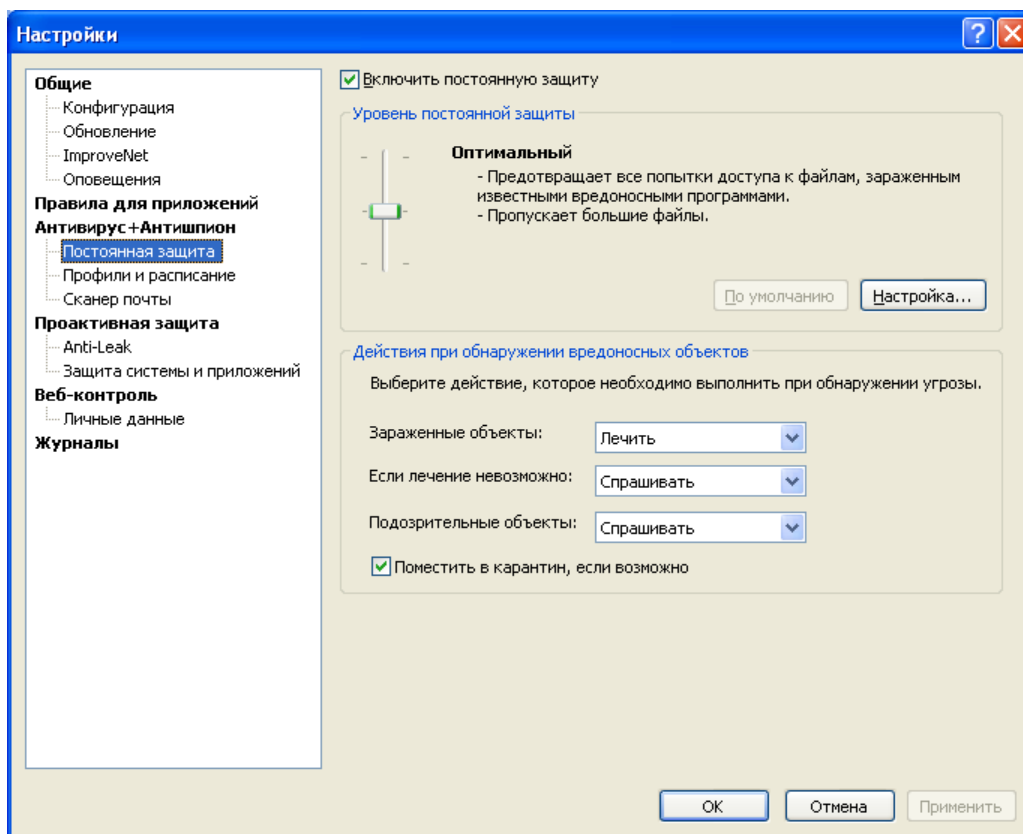 Настройки
Общие
Конфигурация
Обновление
ImproveNet
Оповещения
Правила для приложений
Антивирус+Антишпион
Постоянная защита
Профили и расписание
Сканер почты
Проактивная защита
Anti-Leak
Защита системы и приложений
Веб-контроль
Личные данные
Журналы
Включить постоянную защиту
Уровень постоянной защиты
Оптимальный
- Предотвращает все попытки доступа к файлам, зараженным
известными вредоносными программами.
- Пропускает большие файлы.
По умолчанию
Настройка...
Действия при обнаружении вредоносных объектов
Выберите действие, которое необходимо выполнить при обнаружении угрозы.
Зараженные объекты:
Лечить
Если лечение невозможно:
Спрашивать
Подозрительные объекты:
Спрашивать
Поместить в карантин, если возможно
ОК
Отмена
Применить